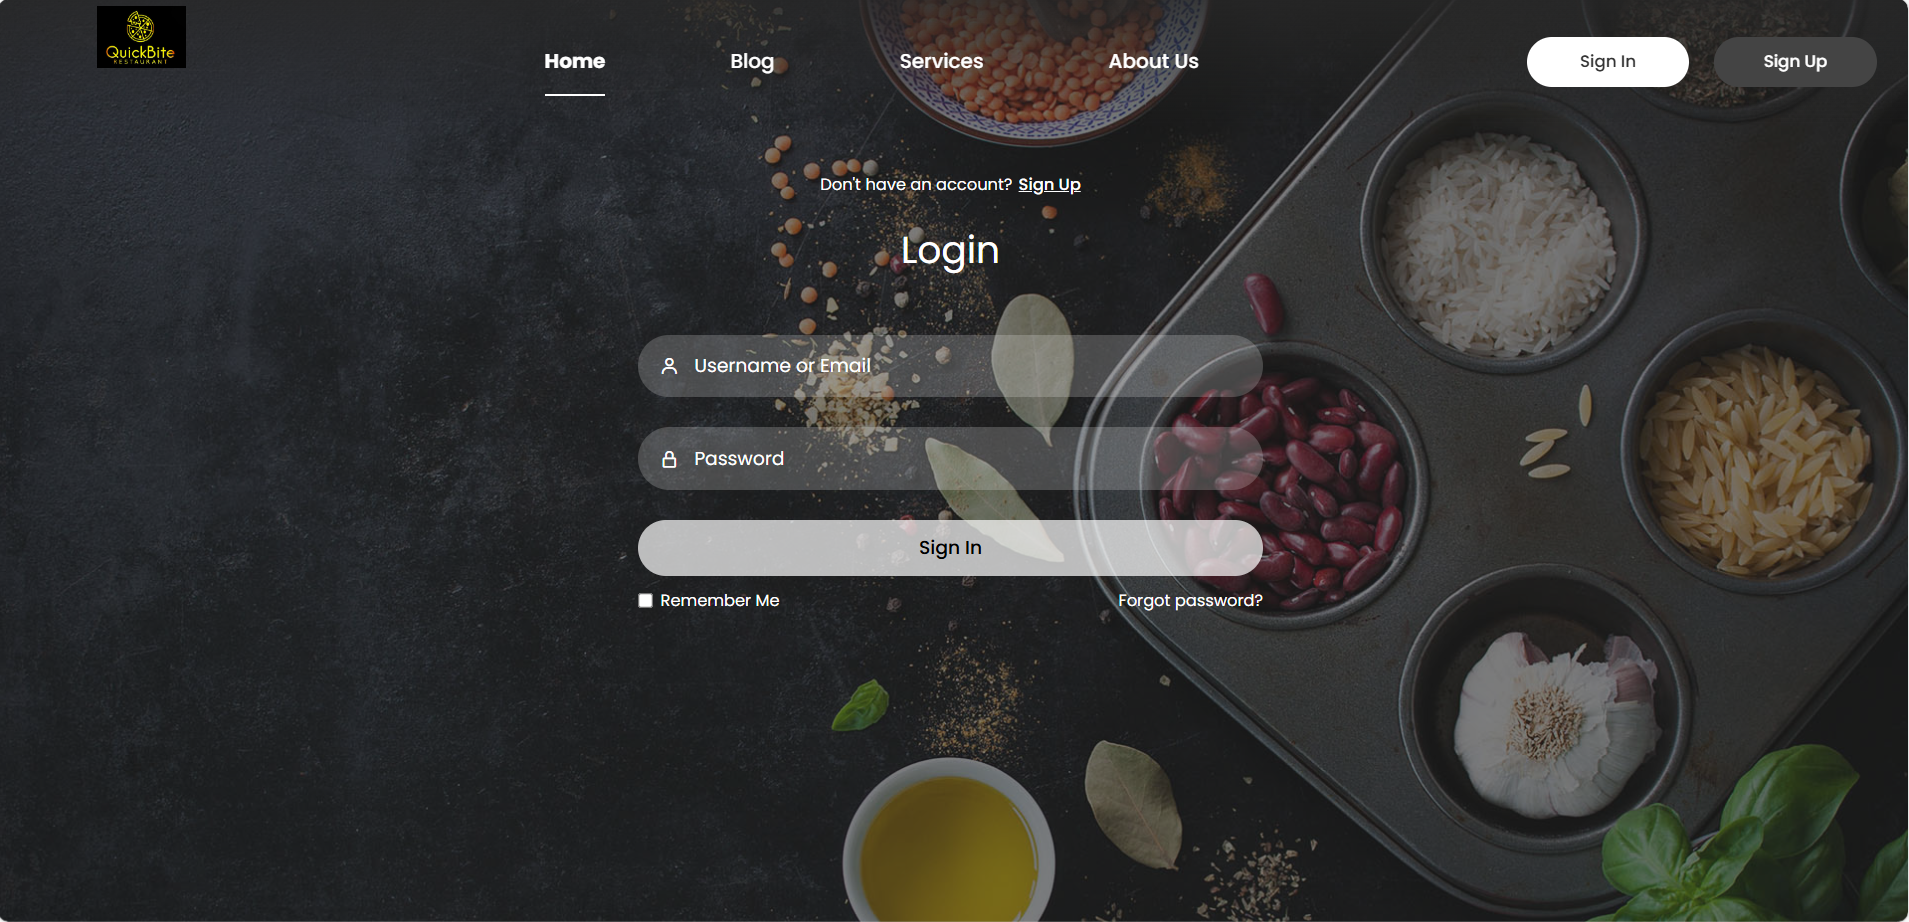 QuickBite
RESTAURANT
Home
Blog
Services
About Us
Sign In
Sign Up
Don't have an account? Sign Up
Login
Username or Email
Password
Sign In
Remember Me
Forgot password?